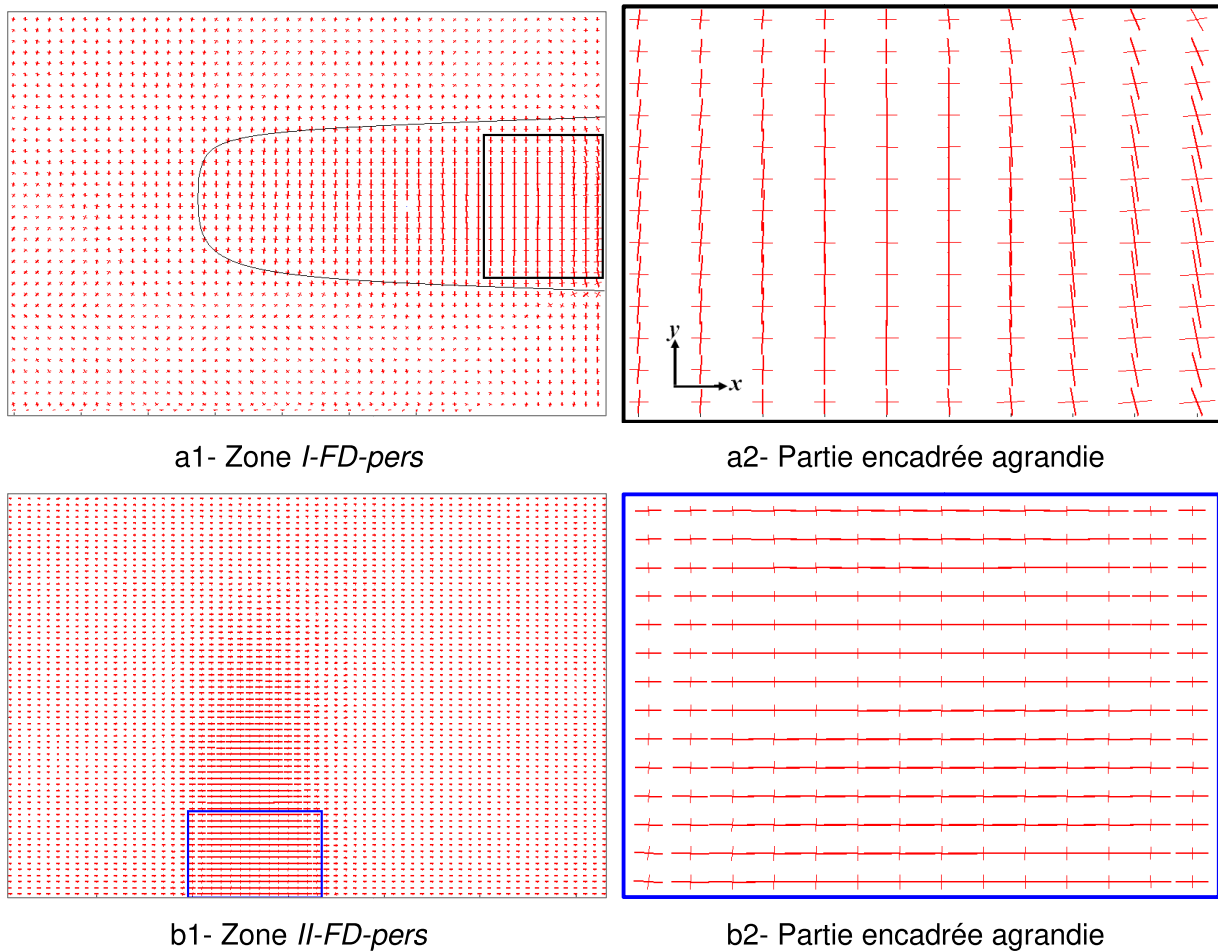 y
x
a1- Zone I-FD-pers
a2- Partie encadrée agrandie
b1- Zone II-FD-pers
b2- Partie encadrée agrandie